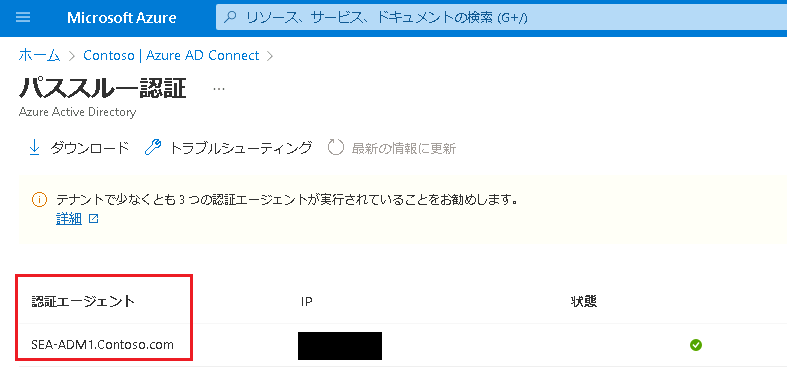 Microsoft Azure
リソース、サービス、ドキュメントの検索 (G+/)
ホーム > Contoso | Azure AD Connect >
パススルー認証 ...
Azure Active Directory
ダウンロード トラブルシューティング 最新の情報に更新
テナントで少なくとも 3 つの認証エージェントが実行されていることをお勧めします。
詳細
認証エージェント IP 状態
SEA-ADM1.Contoso.com